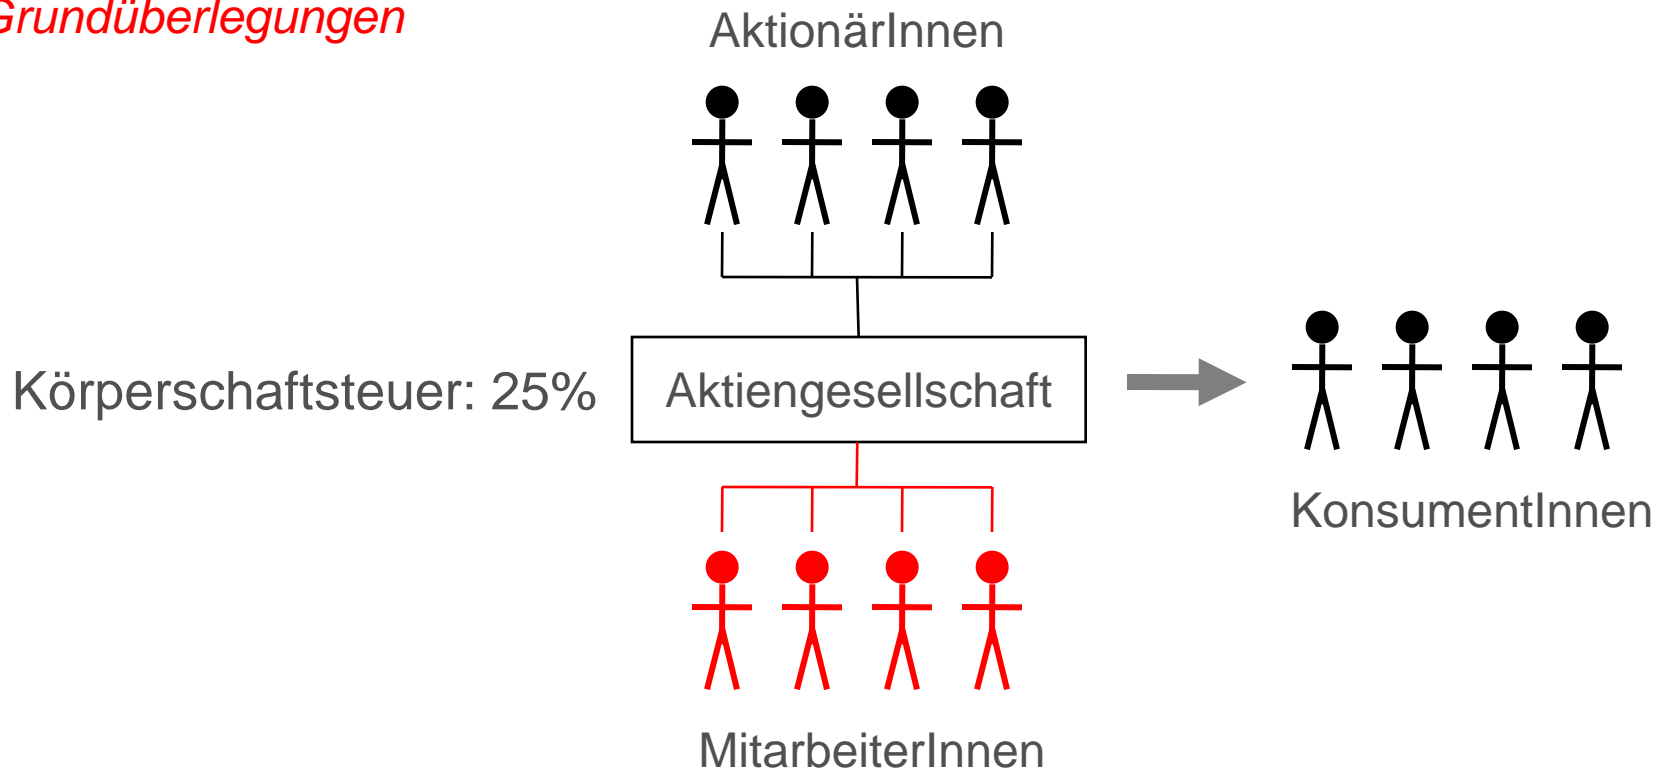 Grundüberlegungen
AktionärInnen
Körperschaftsteuer: 25%
Aktiengesellschaft
KonsumentInnen
MitarbeiterInnen